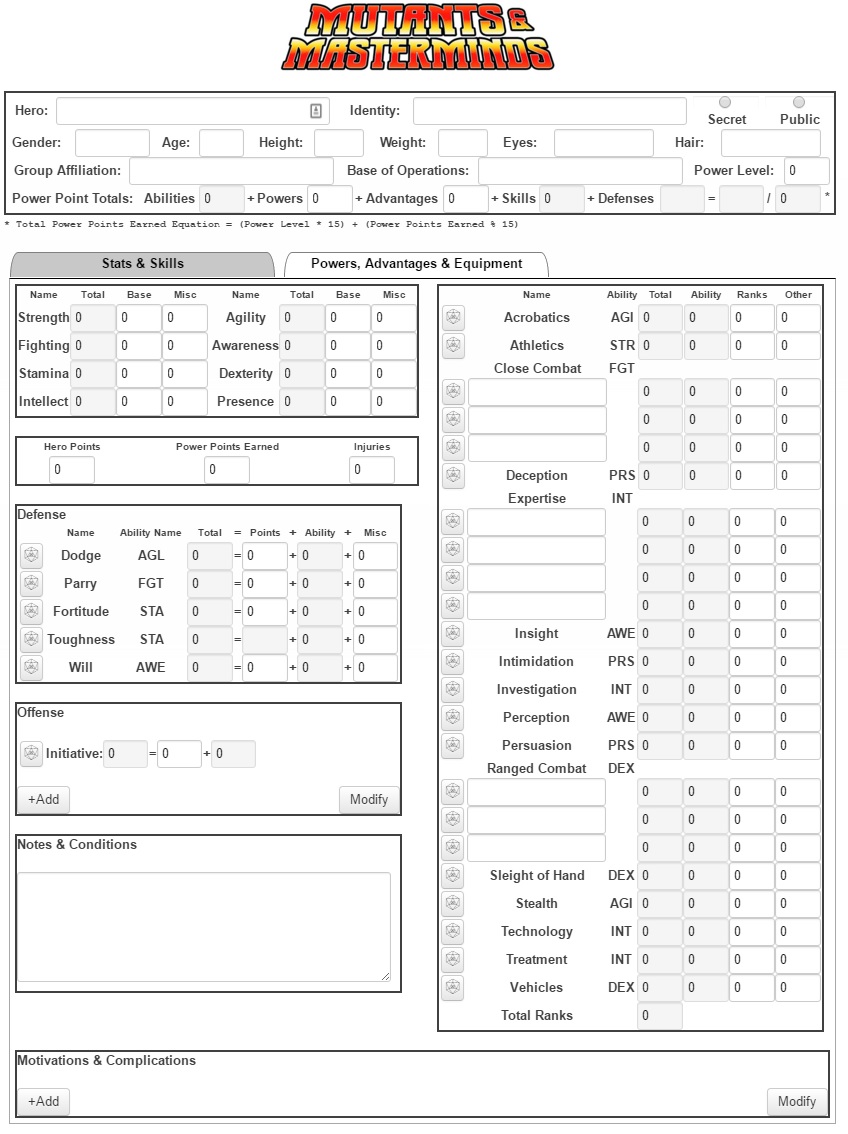 MUTANTS &
MASTERMINDS
Hero: Identity: Secret Public
Gender: Age: Height: Weight: Eyes: Hair:
Group Affiliation: Base of Operations: Power Level: 0
Power Point Totals: Abilities 0 + Powers 0 + Advantages 0 + Skills 0 + Defenses = / 0 *
* Total Power Points Earned Equation = (Power Level * 15) + (Power Points Earned % 15)
Stats & Skills Powers, Advantages & Equipment
Name Total Base Misc Name Total Base Misc
Strength 0 0 0 Agility 0 0 0
Fighting 0 0 0 Awareness 0 0 0
Stamina 0 0 0 Dexterity 0 0 0
Intellect 0 0 0 Presence 0 0 0
Hero Points Power Points Earned Injuries
0 0 0
Defense
Name Ability Name Total = Points + Ability + Misc
Dodge AGL 0 = 0 + 0 + 0
Parry FGT 0 = 0 + 0 + 0
Fortitude STA 0 = 0 + 0 + 0
Toughness STA 0 = + 0 + 0
Will AWE 0 = 0 + 0 + 0
Offense
Initiative: 0 = 0 + 0
+Add Modify
Notes & Conditions
Name Ability Total Ability Ranks Other
Acrobatics AGI 0 0 0 0
Athletics STR 0 0 0 0
Close Combat FGT
0 0 0 0
0 0 0 0
0 0 0 0
Deception PRS 0 0 0 0
Expertise INT
0 0 0 0
0 0 0 0
0 0 0 0
0 0 0 0
Insight AWE 0 0 0 0
Intimidation PRS 0 0 0 0
Investigation INT 0 0 0 0
Perception AWE 0 0 0 0
Persuasion PRS 0 0 0 0
Ranged Combat DEX
0 0 0 0
0 0 0 0
0 0 0 0
Sleight of Hand DEX 0 0 0 0
Stealth AGI 0 0 0 0
Technology INT 0 0 0 0
Treatment INT 0 0 0 0
Vehicles DEX 0 0 0 0
Total Ranks 0
Motivations & Complications
+Add Modify